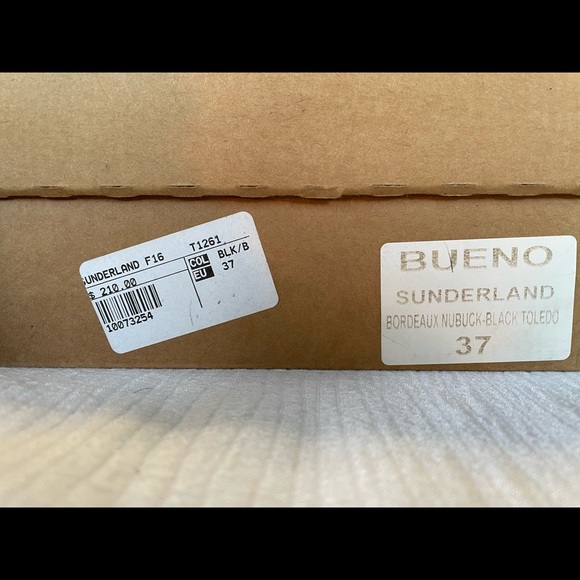 SUNDERLAND F16 T1261
$ 210.00 COL BLK/B
EU 37
10073254
BUENO
SUNDERLAND
BORDEAUX NUBUCK-BLACK TOLEDO
37